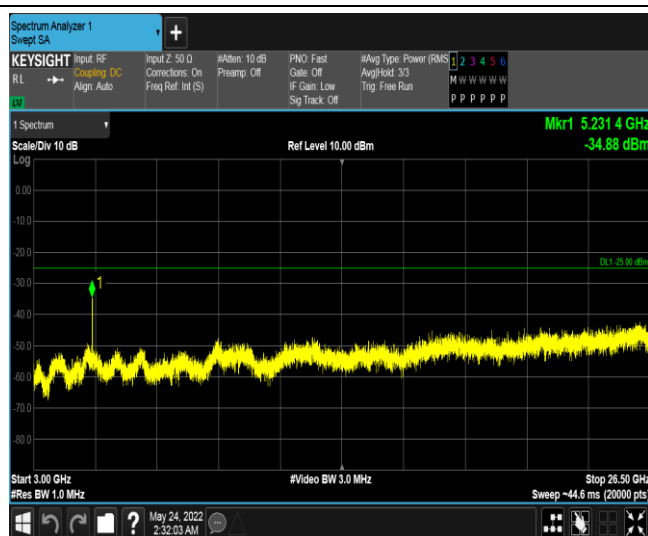 Spectrum Analyzer 1
Swept SA
+
KEYSIGHT
RL
Input: RF
Coupling: DC
Align: Auto
Input Z: 50 Ω
Corrections: On
Freq Ref: Int (S)
#Atten: 10 dB
Preamp: Off
PNO: Fast
Gate: Off
IF Gain: Low
Sig Track: Off
#Avg Type: Power (RMS
Avg|Hold: 3/3
Trig: Free Run
1 2 3 4 5 6
M W W W W W
P P P P P P
1 Spectrum
Scale/Div 10 dB
Ref Level 10.00 dBm
Mkr1 5.231 4 GHz
-34.88 dBm
Log
0.00
-10.0
-20.0
DL1 -25.00 dBm
-30.0
1
-40.0
-50.0
-60.0
-70.0
-80.0
Start 3.00 GHz
#Video BW 3.0 MHz
Stop 26.50 GHz
#Res BW 1.0 MHz
Sweep ~44.6 ms (20000 pts)
?
May 24, 2022
2:32:03 AM